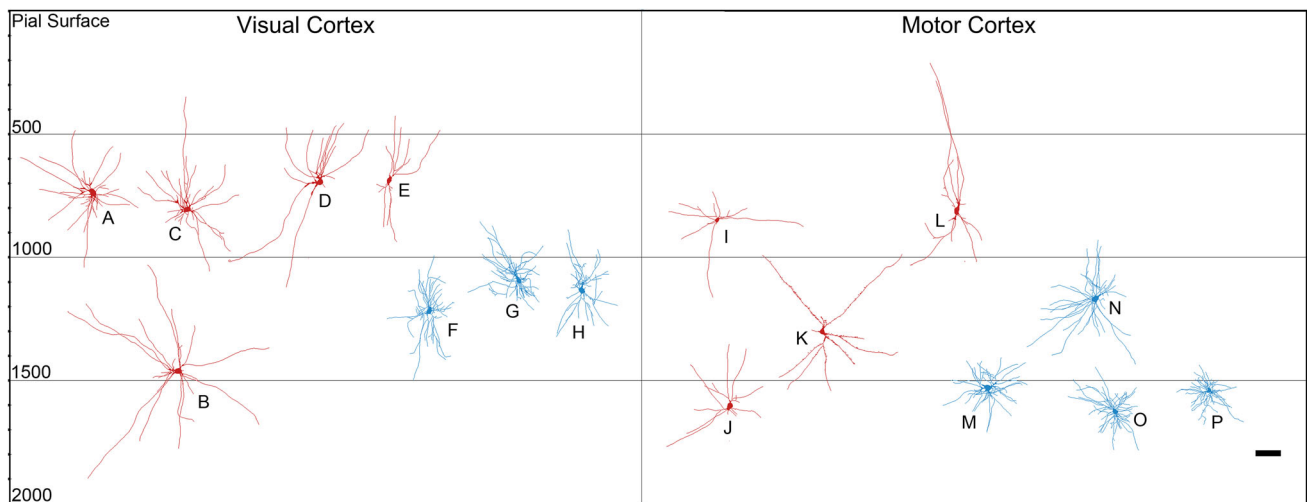 Pial Surface
Visual Cortex
Motor Cortex
500
A
C
D
E
I
L
1000
B
F
G
H
K
N
1500
J
M
O
P
2000